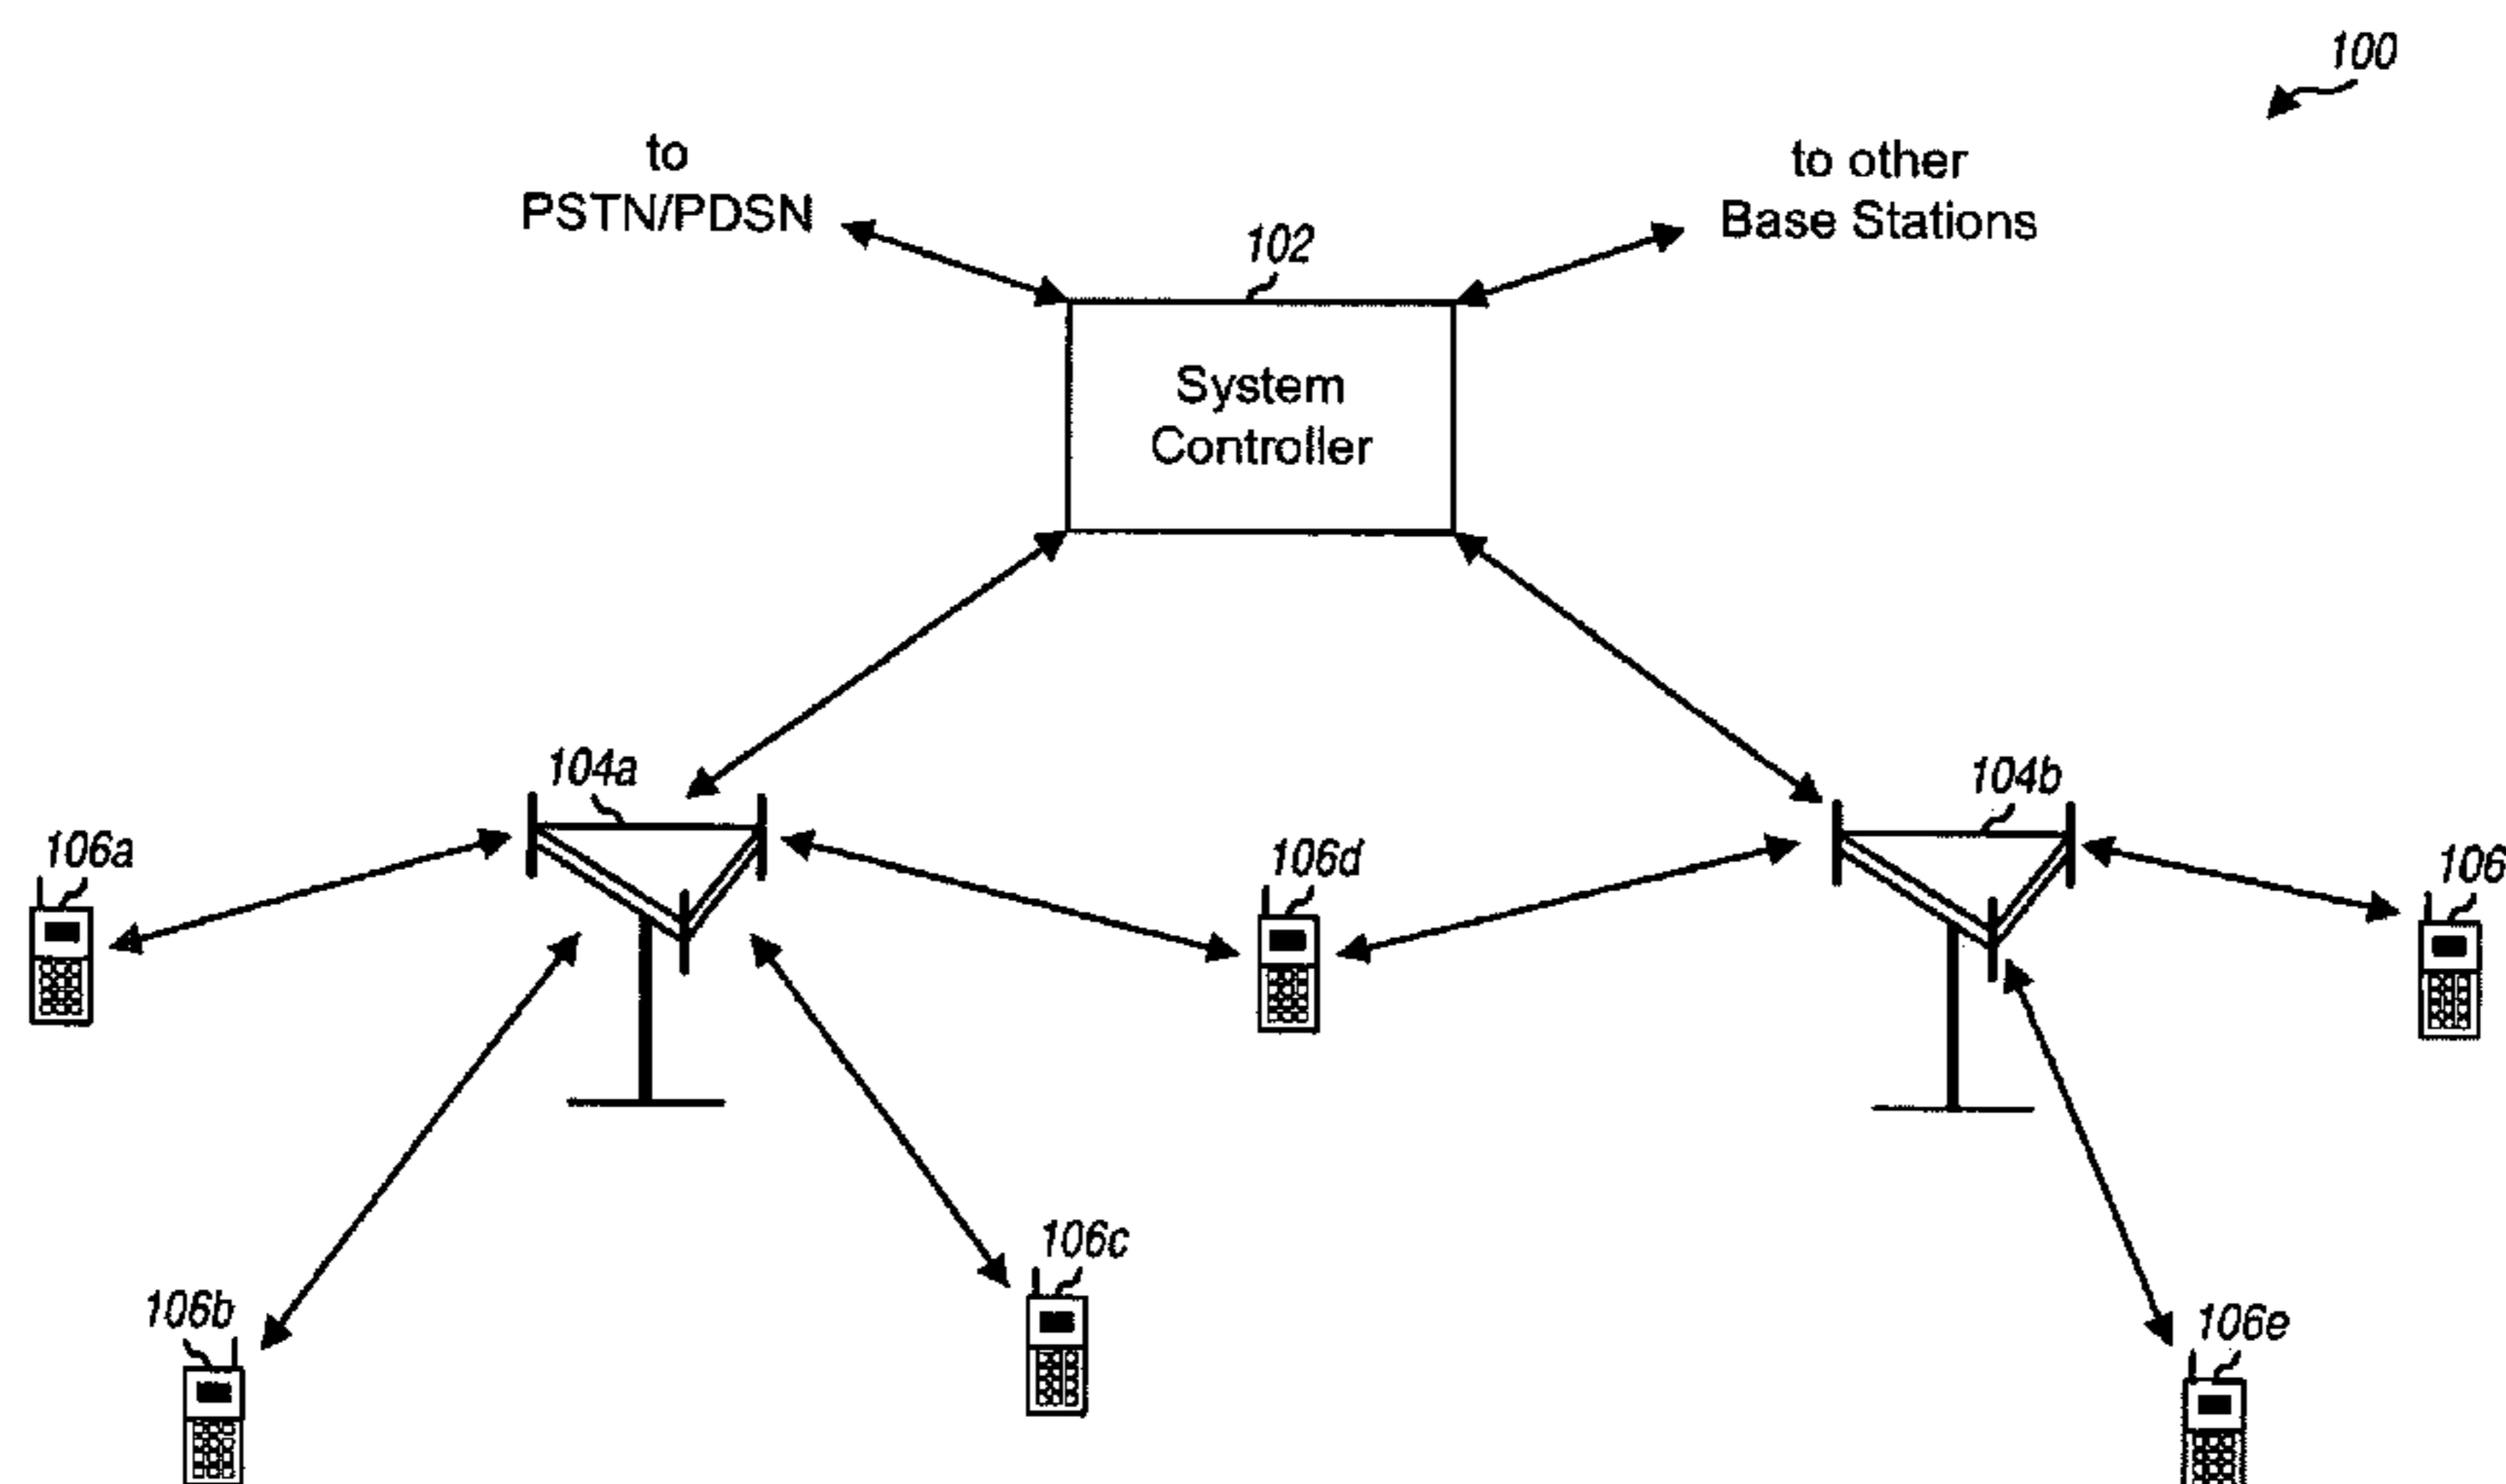 100
to
PSTN/PDSN
to other
Base Stations
102
System
Controller
104a
104b
106a
106d
106
106c
106b
106e